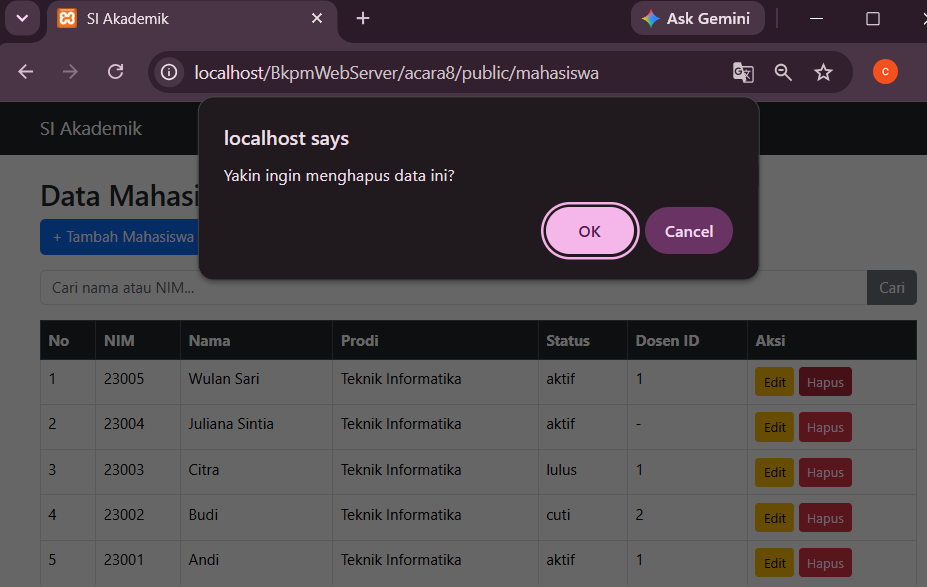 SI Akademik
Ask Gemini
localhost/BkpmWebServer/acara8/public/mahasiswa
C
SI Akademik
localhost says
Yakin ingin menghapus data ini?
OK Cancel
Data Mahasi
+ Tambah Mahasiswa
Cari nama atau NIM... Cari
No NIM Nama Prodi Status Dosen ID Aksi
1 23005 Wulan Sari Teknik Informatika aktif 1 Edit Hapus
2 23004 Juliana Sintia Teknik Informatika aktif - Edit Hapus
3 23003 Citra Teknik Informatika lulus 1 Edit Hapus
4 23002 Budi Teknik Informatika cuti 2 Edit Hapus
5 23001 Andi Teknik Informatika aktif 1 Edit Hapus